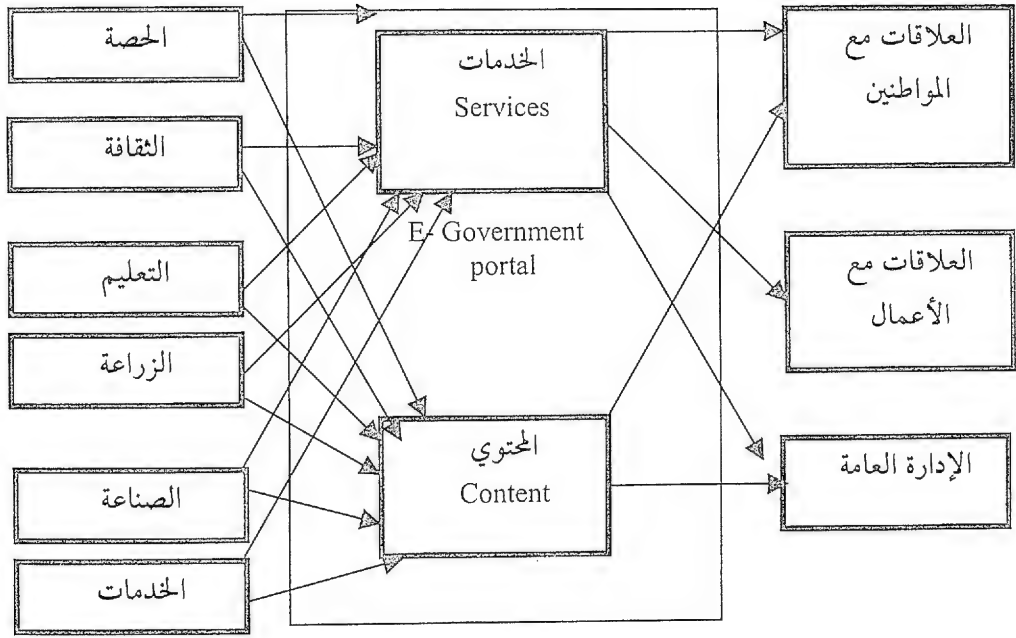 الحصة
الثقافة
التعليم
الزراعة
الصناعة
الخدمات
الخدمات
Services
E- Government
portal
المحتوي
Content
العلاقات مع
المواطنين
العلاقات مع
الأعمال
الإدارة العامة